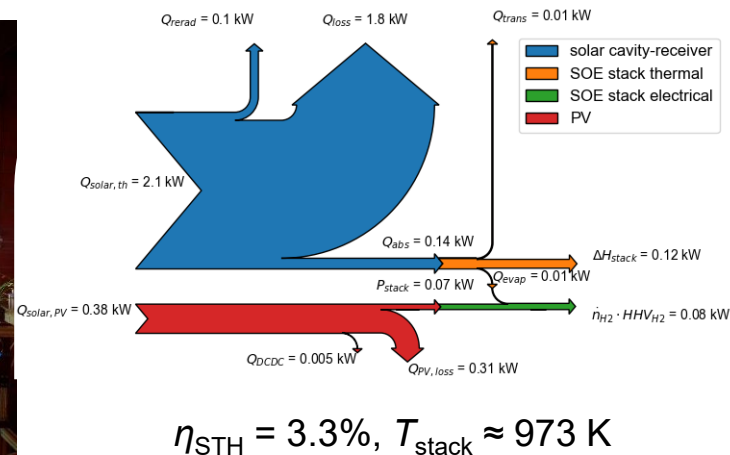 Q_rerad = 0.1 kW
Q_loss = 1.8 kW
Q_trans = 0.01 kW
solar cavity-receiver
SOE stack thermal
SOE stack electrical
PV
Q_solar, th = 2.1 kW
Q_abs = 0.14 kW
ΔH_stack = 0.12 kW
Q_evap = 0.01 kW
P_stack = 0.07 kW
Q_solar, PV = 0.38 kW
ṅ_H2 · HHV_H2 = 0.08 kW
Q_DCDC = 0.005 kW
Q_PV, loss = 0.31 kW
η_STH = 3.3%, T_stack ≈ 973 K